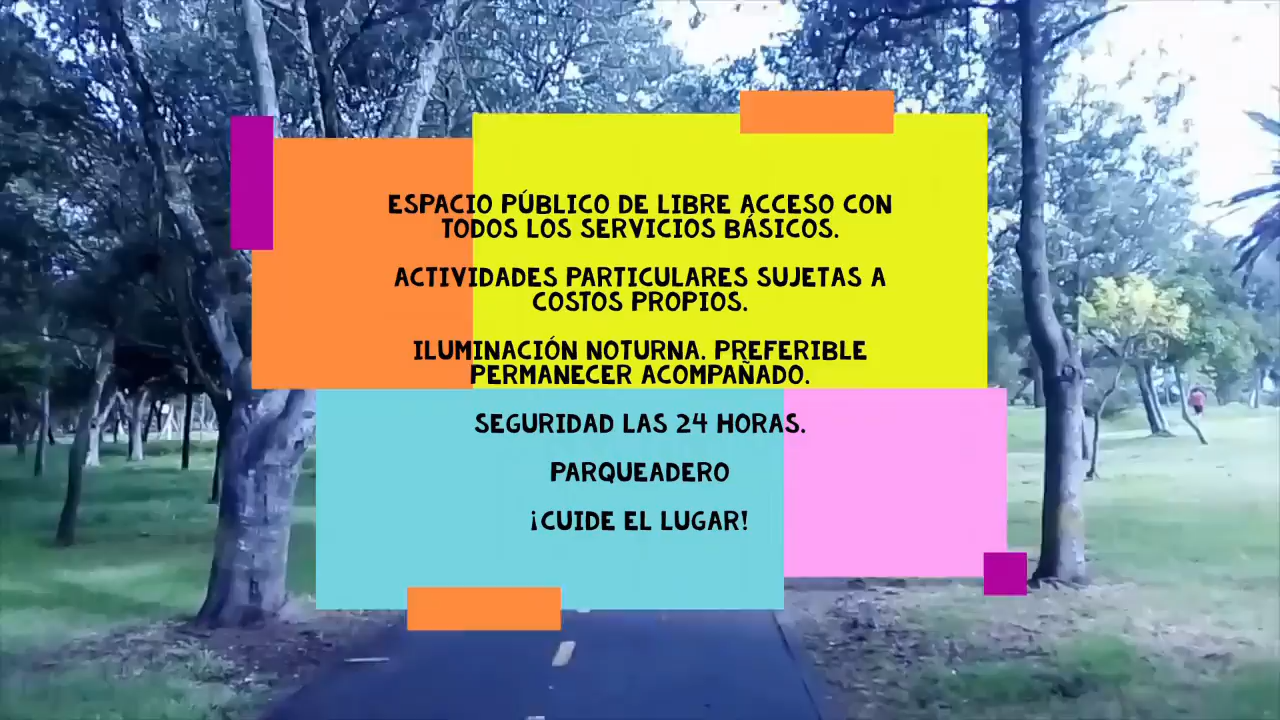 ESPACIO PÚBLICO DE LIBRE ACCESO CON
TODOS LOS SERVICIOS BÁSICOS.
ACTIVIDADES PARTICULARES SUJETAS A
COSTOS PROPIOS.
ILUMINACIÓN NOTURNA. PREFERIBLE
PERMANECER ACOMPAÑADO.
SEGURIDAD LAS 24 HORAS.
PARQUEADERO
¡CUIDE EL LUGAR!